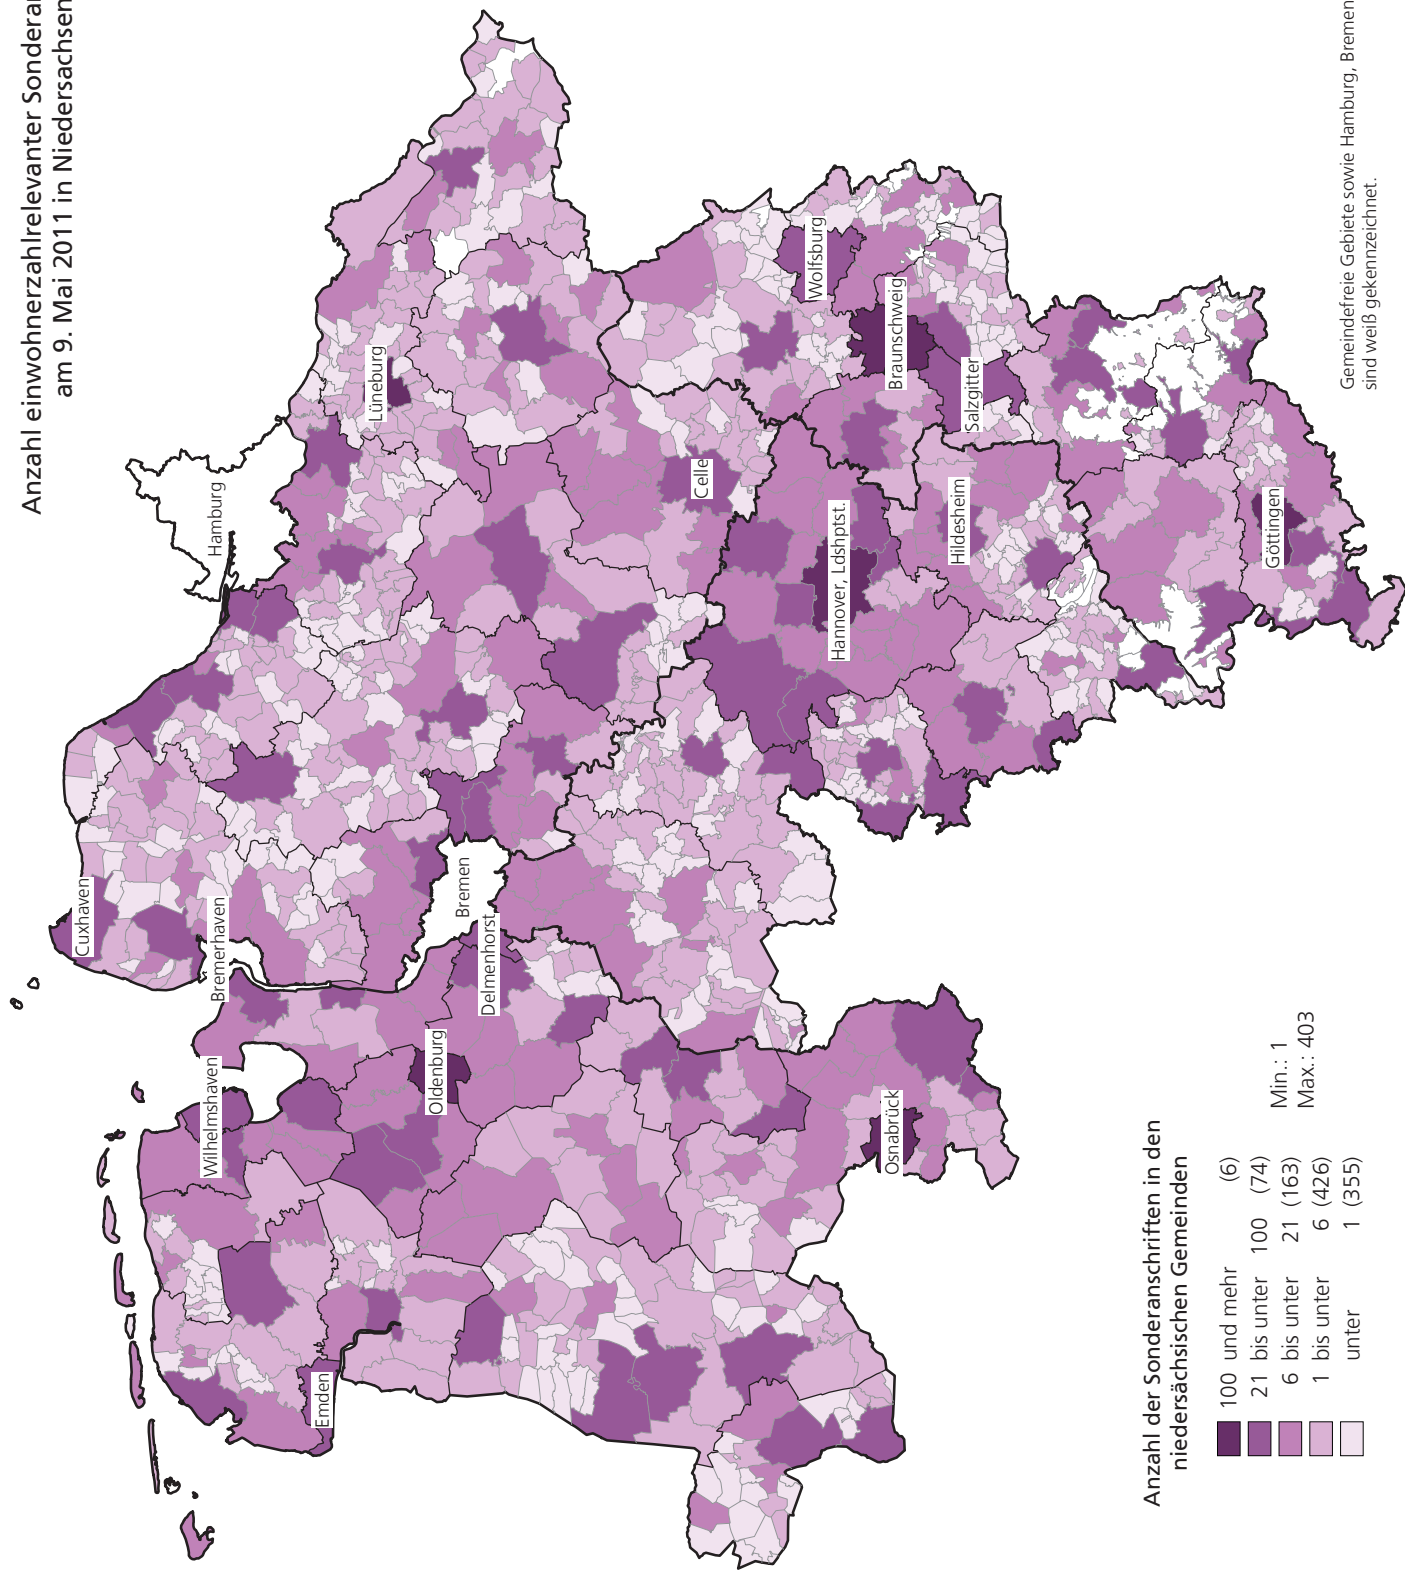 Anzahl einwohnerzahlrelevanter Sonderan
am 9. Mai 2011 in Niedersachsen
Hamburg
Lüneburg
Cuxhaven
Bremerhaven
Wilhelmshaven
Emden
Oldenburg
Delmenhorst
Bremen
Celle
Wolfsburg
Braunschweig
Salzgitter
Hannover, Ldshptst.
Hildesheim
Osnabrück
Göttingen
Anzahl der Sonderanschriften in den
niedersächsischen Gemeinden
100 und mehr (6)
21 bis unter 100 (74)
6 bis unter 21 (163)
1 bis unter 6 (426)
unter 1 (355)
Min.: 1
Max.: 403
Gemeindefreie Gebiete sowie Hamburg, Bremen
sind weiß gekennzeichnet.